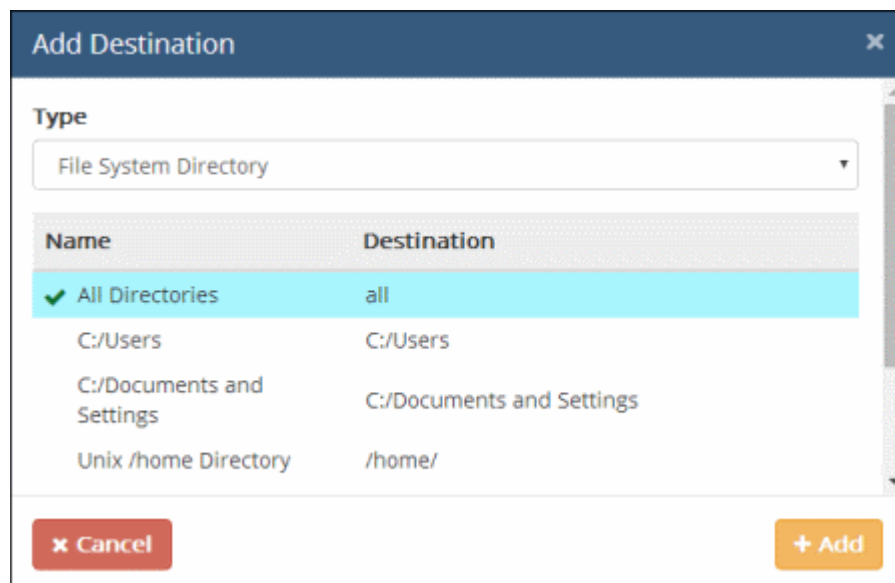 Add Destination
Type
File System Directory
Name Destination
All Directories all
C:/Users C:/Users
C:/Documents and
Settings C:/Documents and Settings
Unix /home Directory /home/
Cancel + Add